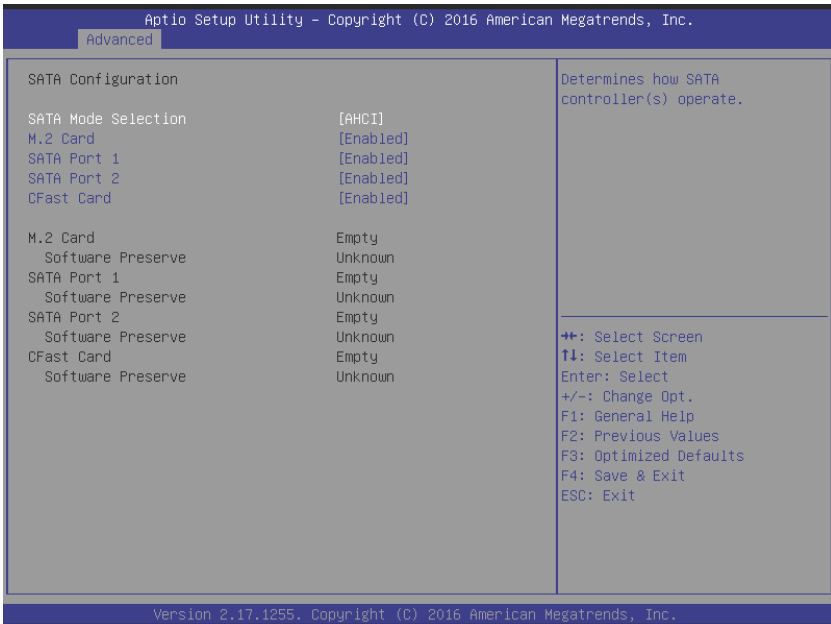 Aptio Setup Utility – Copyright (C) 2016 American Megatrends, Inc.
Advanced
SATA Configuration
SATA Mode Selection [AHCI]
M.2 Card [Enabled]
SATA Port 1 [Enabled]
SATA Port 2 [Enabled]
CFast Card [Enabled]
M.2 Card Empty
Software Preserve Unknown
SATA Port 1 Empty
Software Preserve Unknown
SATA Port 2 Empty
Software Preserve Unknown
CFast Card Empty
Software Preserve Unknown
Determines how SATA
controller(s) operate.
→←: Select Screen
↑↓: Select Item
Enter: Select
+/-: Change Opt.
F1: General Help
F2: Previous Values
F3: Optimized Defaults
F4: Save & Exit
ESC: Exit
Version 2.17.1255. Copyright (C) 2016 American Megatrends, Inc.